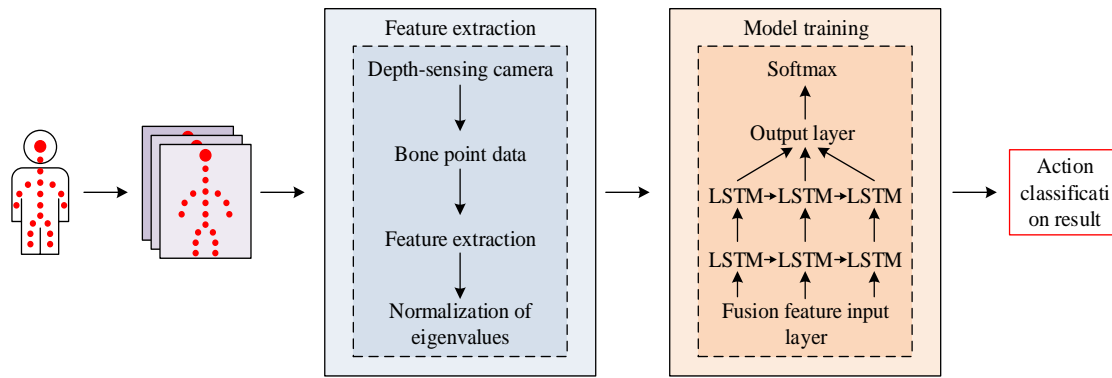 Feature extraction
Depth-sensing camera
Bone point data
Feature extraction
Normalization of
eigenvalues
Model training
Softmax
Output layer
LSTM LSTM LSTM
LSTM LSTM LSTM
Fusion feature input
layer
Action
classificati
on result